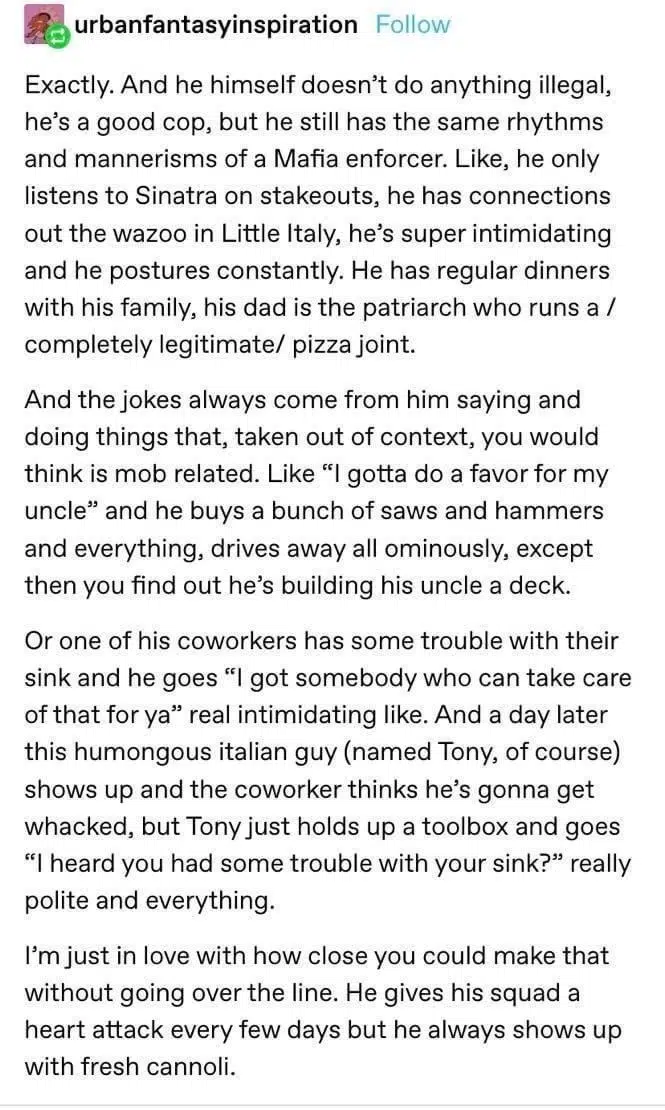 urbanfantasyinspiration Follow
Exactly. And he himself doesn’t do anything illegal,
he’s a good cop, but he still has the same rhythms
and mannerisms of a Mafia enforcer. Like, he only
listens to Sinatra on stakeouts, he has connections
out the wazoo in Little Italy, he’s super intimidating
and he postures constantly. He has regular dinners
with his family, his dad is the patriarch who runs a /
completely legitimate/ pizza joint.
And the jokes always come from him saying and
doing things that, taken out of context, you would
think is mob related. Like “I gotta do a favor for my
uncle” and he buys a bunch of saws and hammers
and everything, drives away all ominously, except
then you find out he’s building his uncle a deck.
Or one of his coworkers has some trouble with their
sink and he goes “I got somebody who can take care
of that for ya” real intimidating like. And a day later
this humongous italian guy (named Tony, of course)
shows up and the coworker thinks he’s gonna get
whacked, but Tony just holds up a toolbox and goes
“I heard you had some trouble with your sink?” really
polite and everything.
I’m just in love with how close you could make that
without going over the line. He gives his squad a
heart attack every few days but he always shows up
with fresh cannoli.